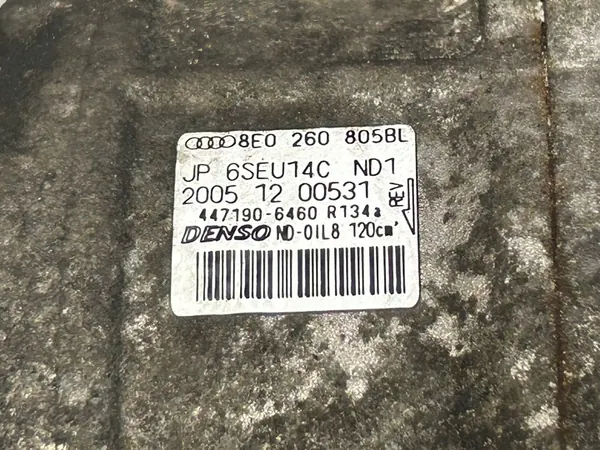 8E0 260 805BL
JP 6SEU14C ND1
2005 12 00531
REV
447190-6460 R134a
DENSO ND-OIL8 120cm³